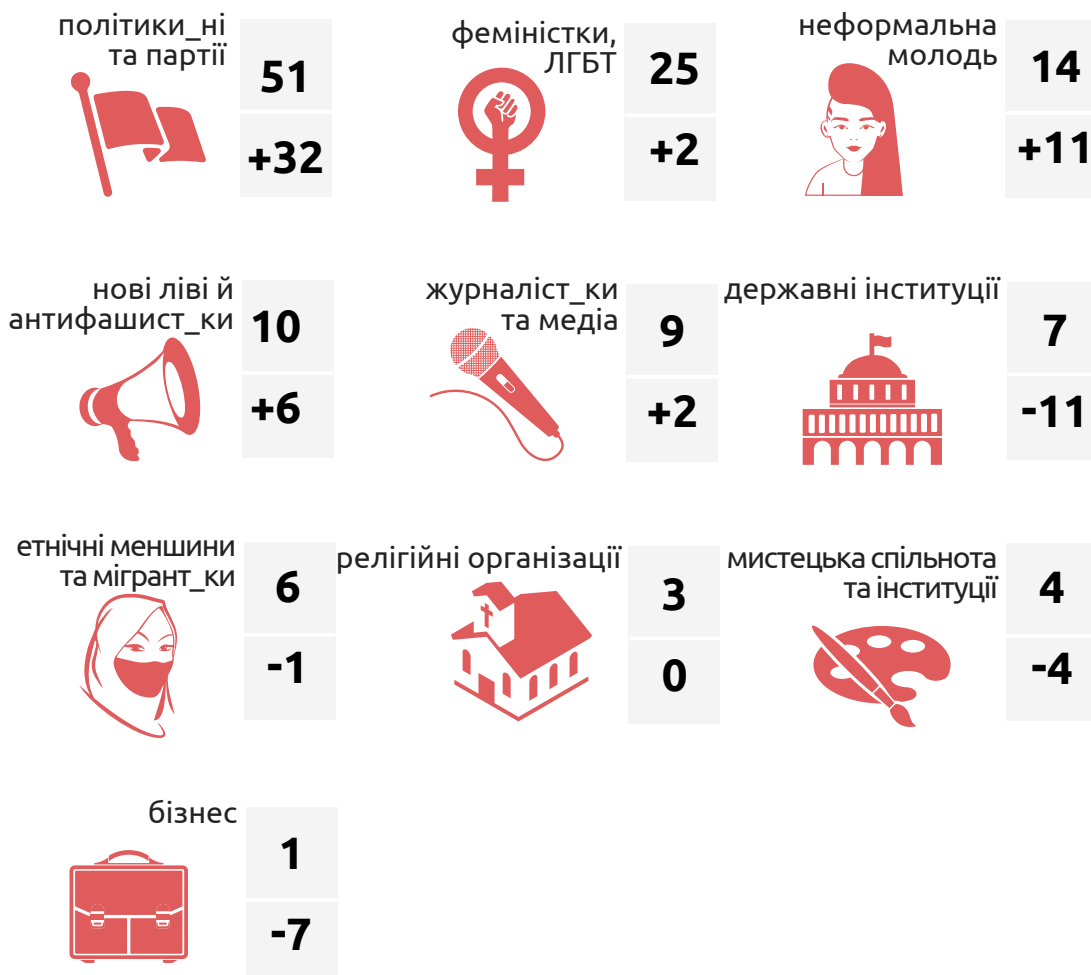 політики_ні
та партії
51
+32
феміністки,
ЛГБТ
25
+2
неформальна
молодь
14
+11
нові ліві й
антифашист_ки
10
+6
журналіст_ки
та медіа
9
+2
державні інституції
7
-11
етнічні меншини
та мігрант_ки
6
-1
релігійні організації
3
0
мистецька спільнота
та інституції
4
-4
бізнес
1
-7